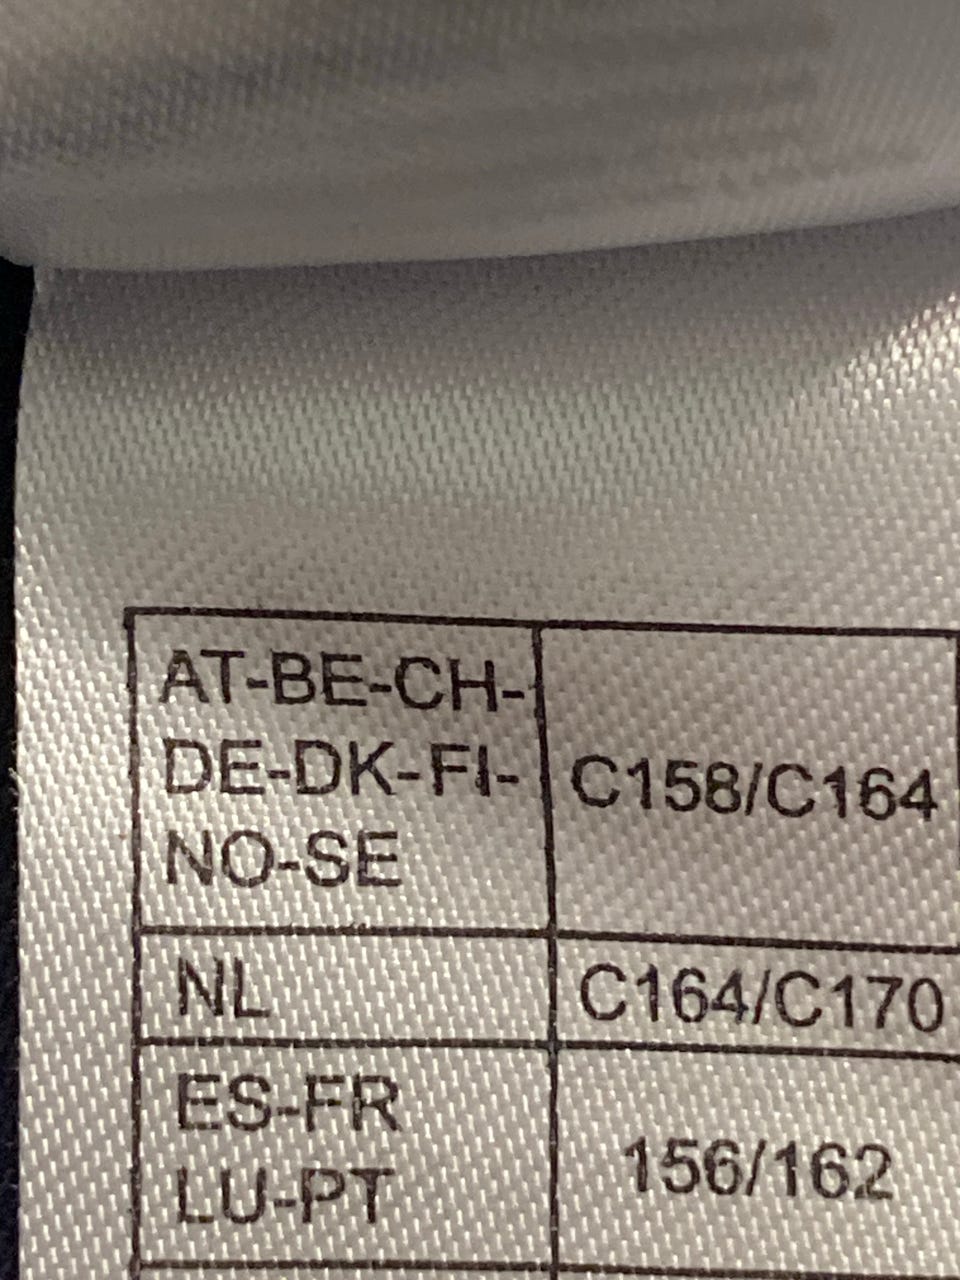 AT-BE-CH-
DE-DK-FI-
NO-SE
C158/C164
NL
C164/C170
ES-FR
LU-PT
156/162